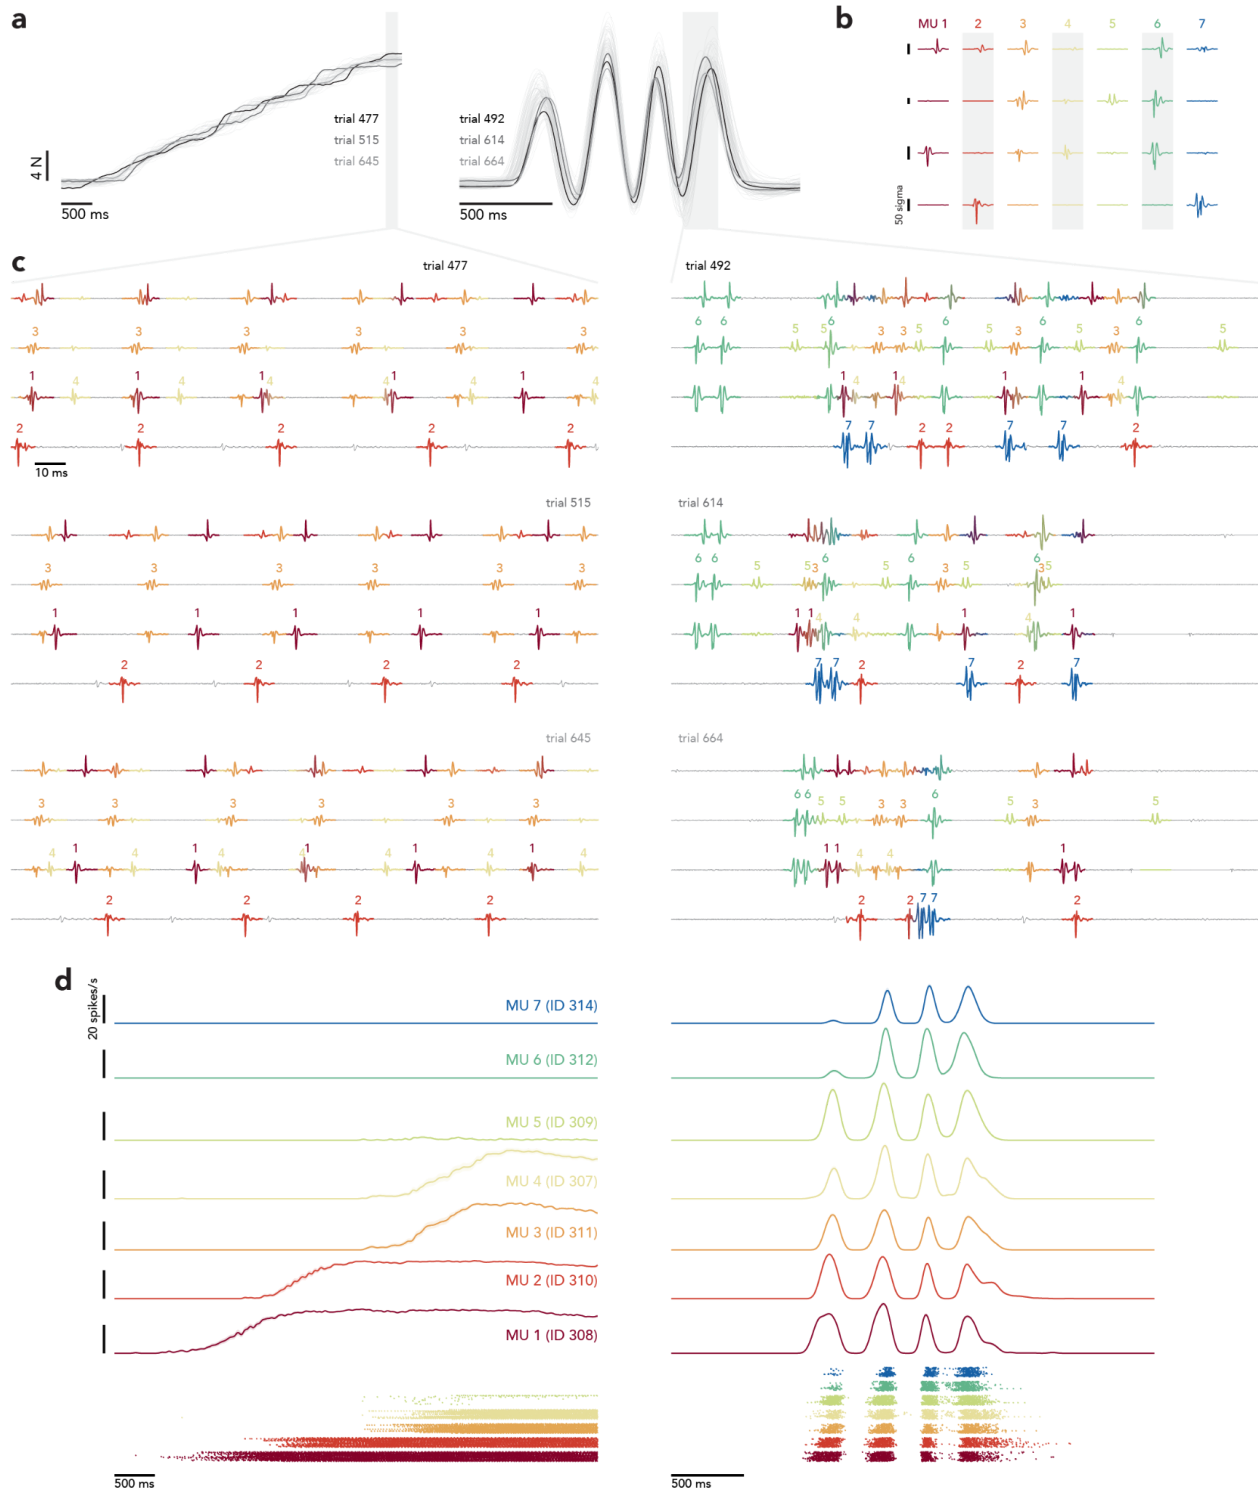 a
4 N
500 ms
trial 477
trial 515
trial 645
500 ms
trial 492
trial 614
trial 664
b
MU 1 2 3 4 5 6 7
50 sigma
c
trial 477
3 3 3 3 3 3
1 4 1 4 1 4 4 1 4 1 4
2 2 2 2 2
10 ms
trial 492
6 6 5 5 6 3 3 5 6 5 3 6 5 3 6 5
1 4 1 4 1 1 4
7 7 2 2 7 7 2
trial 515
3 3 3 3 3 3
1 1 1 1 1
2 2 2 2
trial 614
6 6 5 5 3 6 5 6 3 5 6 3 5
1 1 4 4 1 4 1
7 7 2 7 2 7
trial 645
3 3 3 3 3 3
4 1 4 1 4 4 1 4 1 4 1 4
2 2 2 2
trial 664
6 6 5 5 3 3 6 5 3 5
1 1 4 4 1
2 2 7 7 2
d
20 spikes/s
MU 7 (ID 314)
MU 6 (ID 312)
MU 5 (ID 309)
MU 4 (ID 307)
MU 3 (ID 311)
MU 2 (ID 310)
MU 1 (ID 308)
500 ms
500 ms